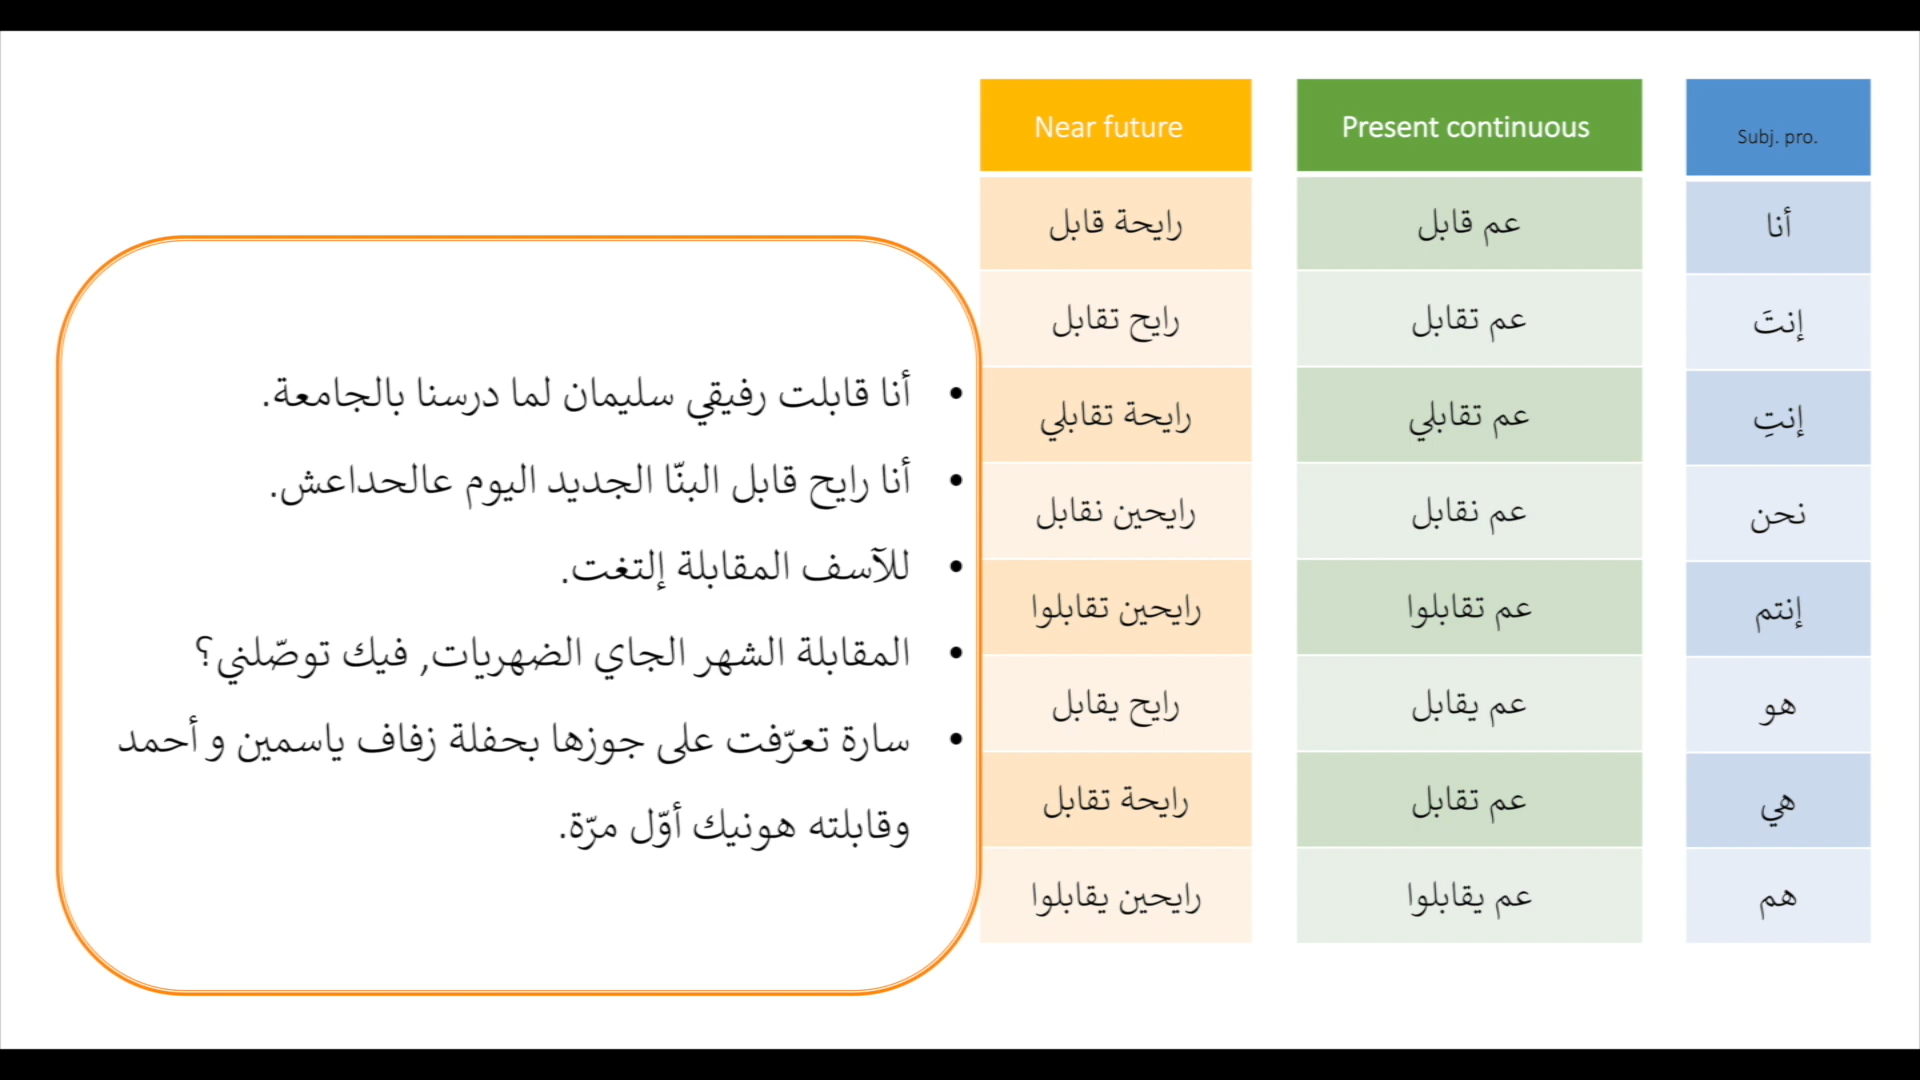 Subj. pro.
Present continuous
Near future
أنا
عم قابل
رايحة قابل
إنتَ
عم تقابل
رايح تقابل
إنتِ
عم تقابلي
رايحة تقابلي
نحن
عم نقابل
رايحين نقابل
إنتم
عم تقابلوا
رايحين تقابلوا
هو
عم يقابل
رايح يقابل
هي
عم تقابل
رايحة تقابل
هم
عم يقابلوا
رايحين يقابلوا
• أنا قابلت رفيقي سليمان لما درسنا بالجامعة.
• أنا رايح قابل البنّا الجديد اليوم عالحداعش.
• للآسف المقابلة إلتغت.
• المقابلة الشهر الجاي الضهريات, فيك توصّلني؟
• سارة تعرّفت على جوزها بحفلة زفاف ياسمين و أحمد
وقابلته هونيك أوّل مرّة.